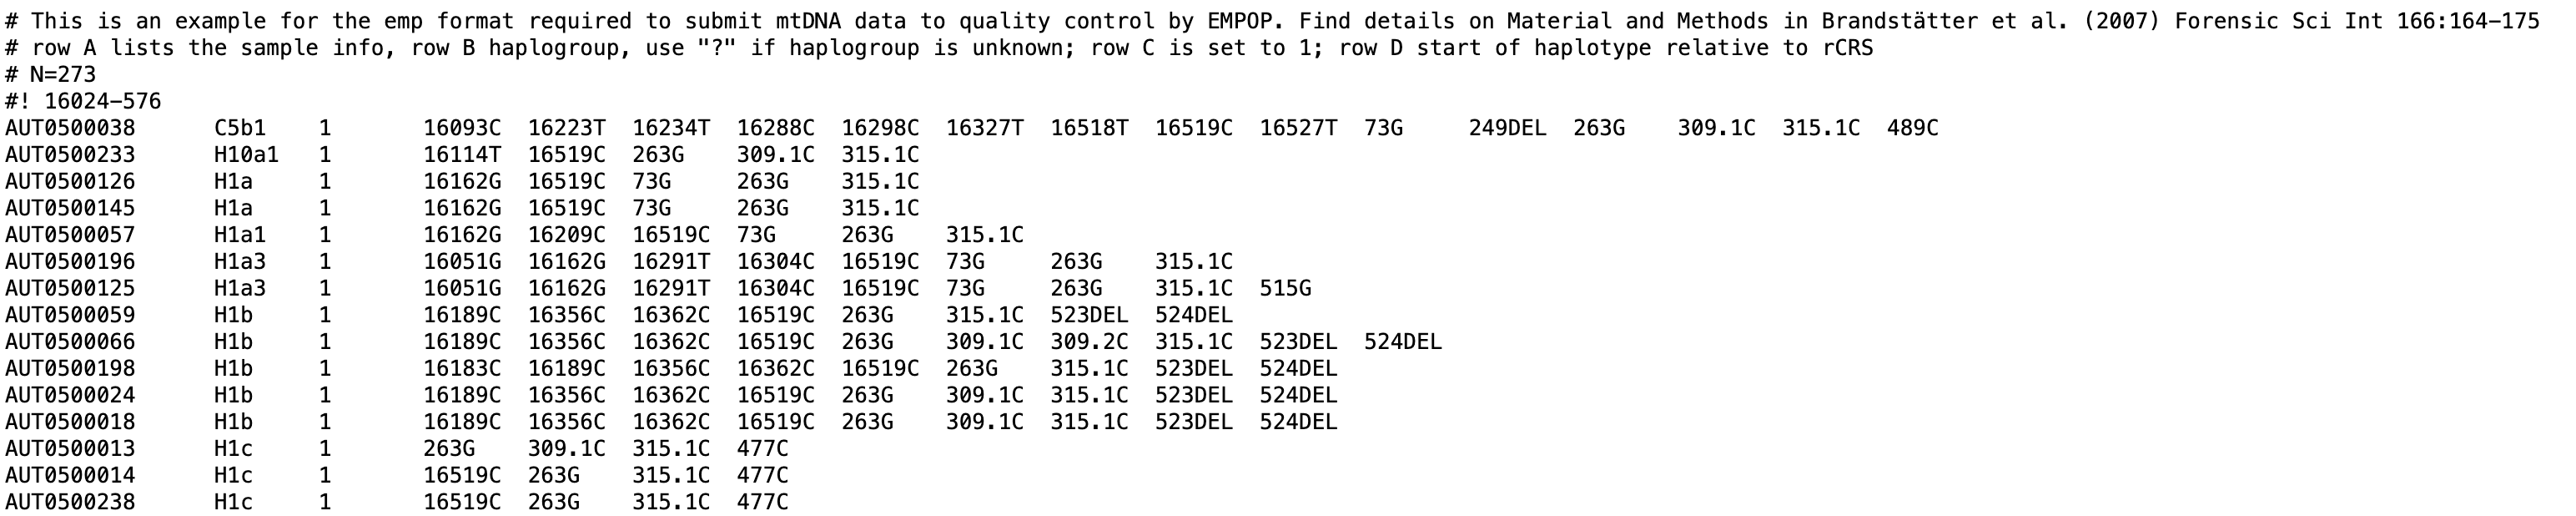 # This is an example for the emp format required to submit mtDNA data to quality control by EMPOP. Find details on Material and Methods in Brandstätter et al. (2007) Forensic Sci Int 166:164-175
# row A lists the sample info, row B haplogroup, use "?" if haplogroup is unknown; row C is set to 1; row D start of haplotype relative to rCRS
# N=273
#! 16024-576
AUT0500038 C5b1 1 16093C 16223T 16234T 16288C 16298C 16327T 16518T 16519C 16527T 73G 249DEL 263G 309.1C 315.1C 489C
AUT0500233 H10a1 1 16114T 16519C 263G 309.1C 315.1C
AUT0500126 H1a 1 16162G 16519C 73G 263G 315.1C
AUT0500145 H1a 1 16162G 16519C 73G 263G 315.1C
AUT0500057 H1a1 1 16162G 16209C 16519C 73G 263G 315.1C
AUT0500196 H1a3 1 16051G 16162G 16291T 16304C 16519C 73G 263G 315.1C
AUT0500125 H1a3 1 16051G 16162G 16291T 16304C 16519C 73G 263G 315.1C 515G
AUT0500059 H1b 1 16189C 16356C 16362C 16519C 263G 315.1C 523DEL 524DEL
AUT0500066 H1b 1 16189C 16356C 16362C 16519C 263G 309.1C 309.2C 315.1C 523DEL 524DEL
AUT0500198 H1b 1 16183C 16189C 16356C 16362C 16519C 263G 315.1C 523DEL 524DEL
AUT0500024 H1b 1 16189C 16356C 16362C 16519C 263G 309.1C 315.1C 523DEL 524DEL
AUT0500018 H1b 1 16189C 16356C 16362C 16519C 263G 309.1C 315.1C 523DEL 524DEL
AUT0500013 H1c 1 263G 309.1C 315.1C 477C
AUT0500014 H1c 1 16519C 263G 315.1C 477C
AUT0500238 H1c 1 16519C 263G 315.1C 477C